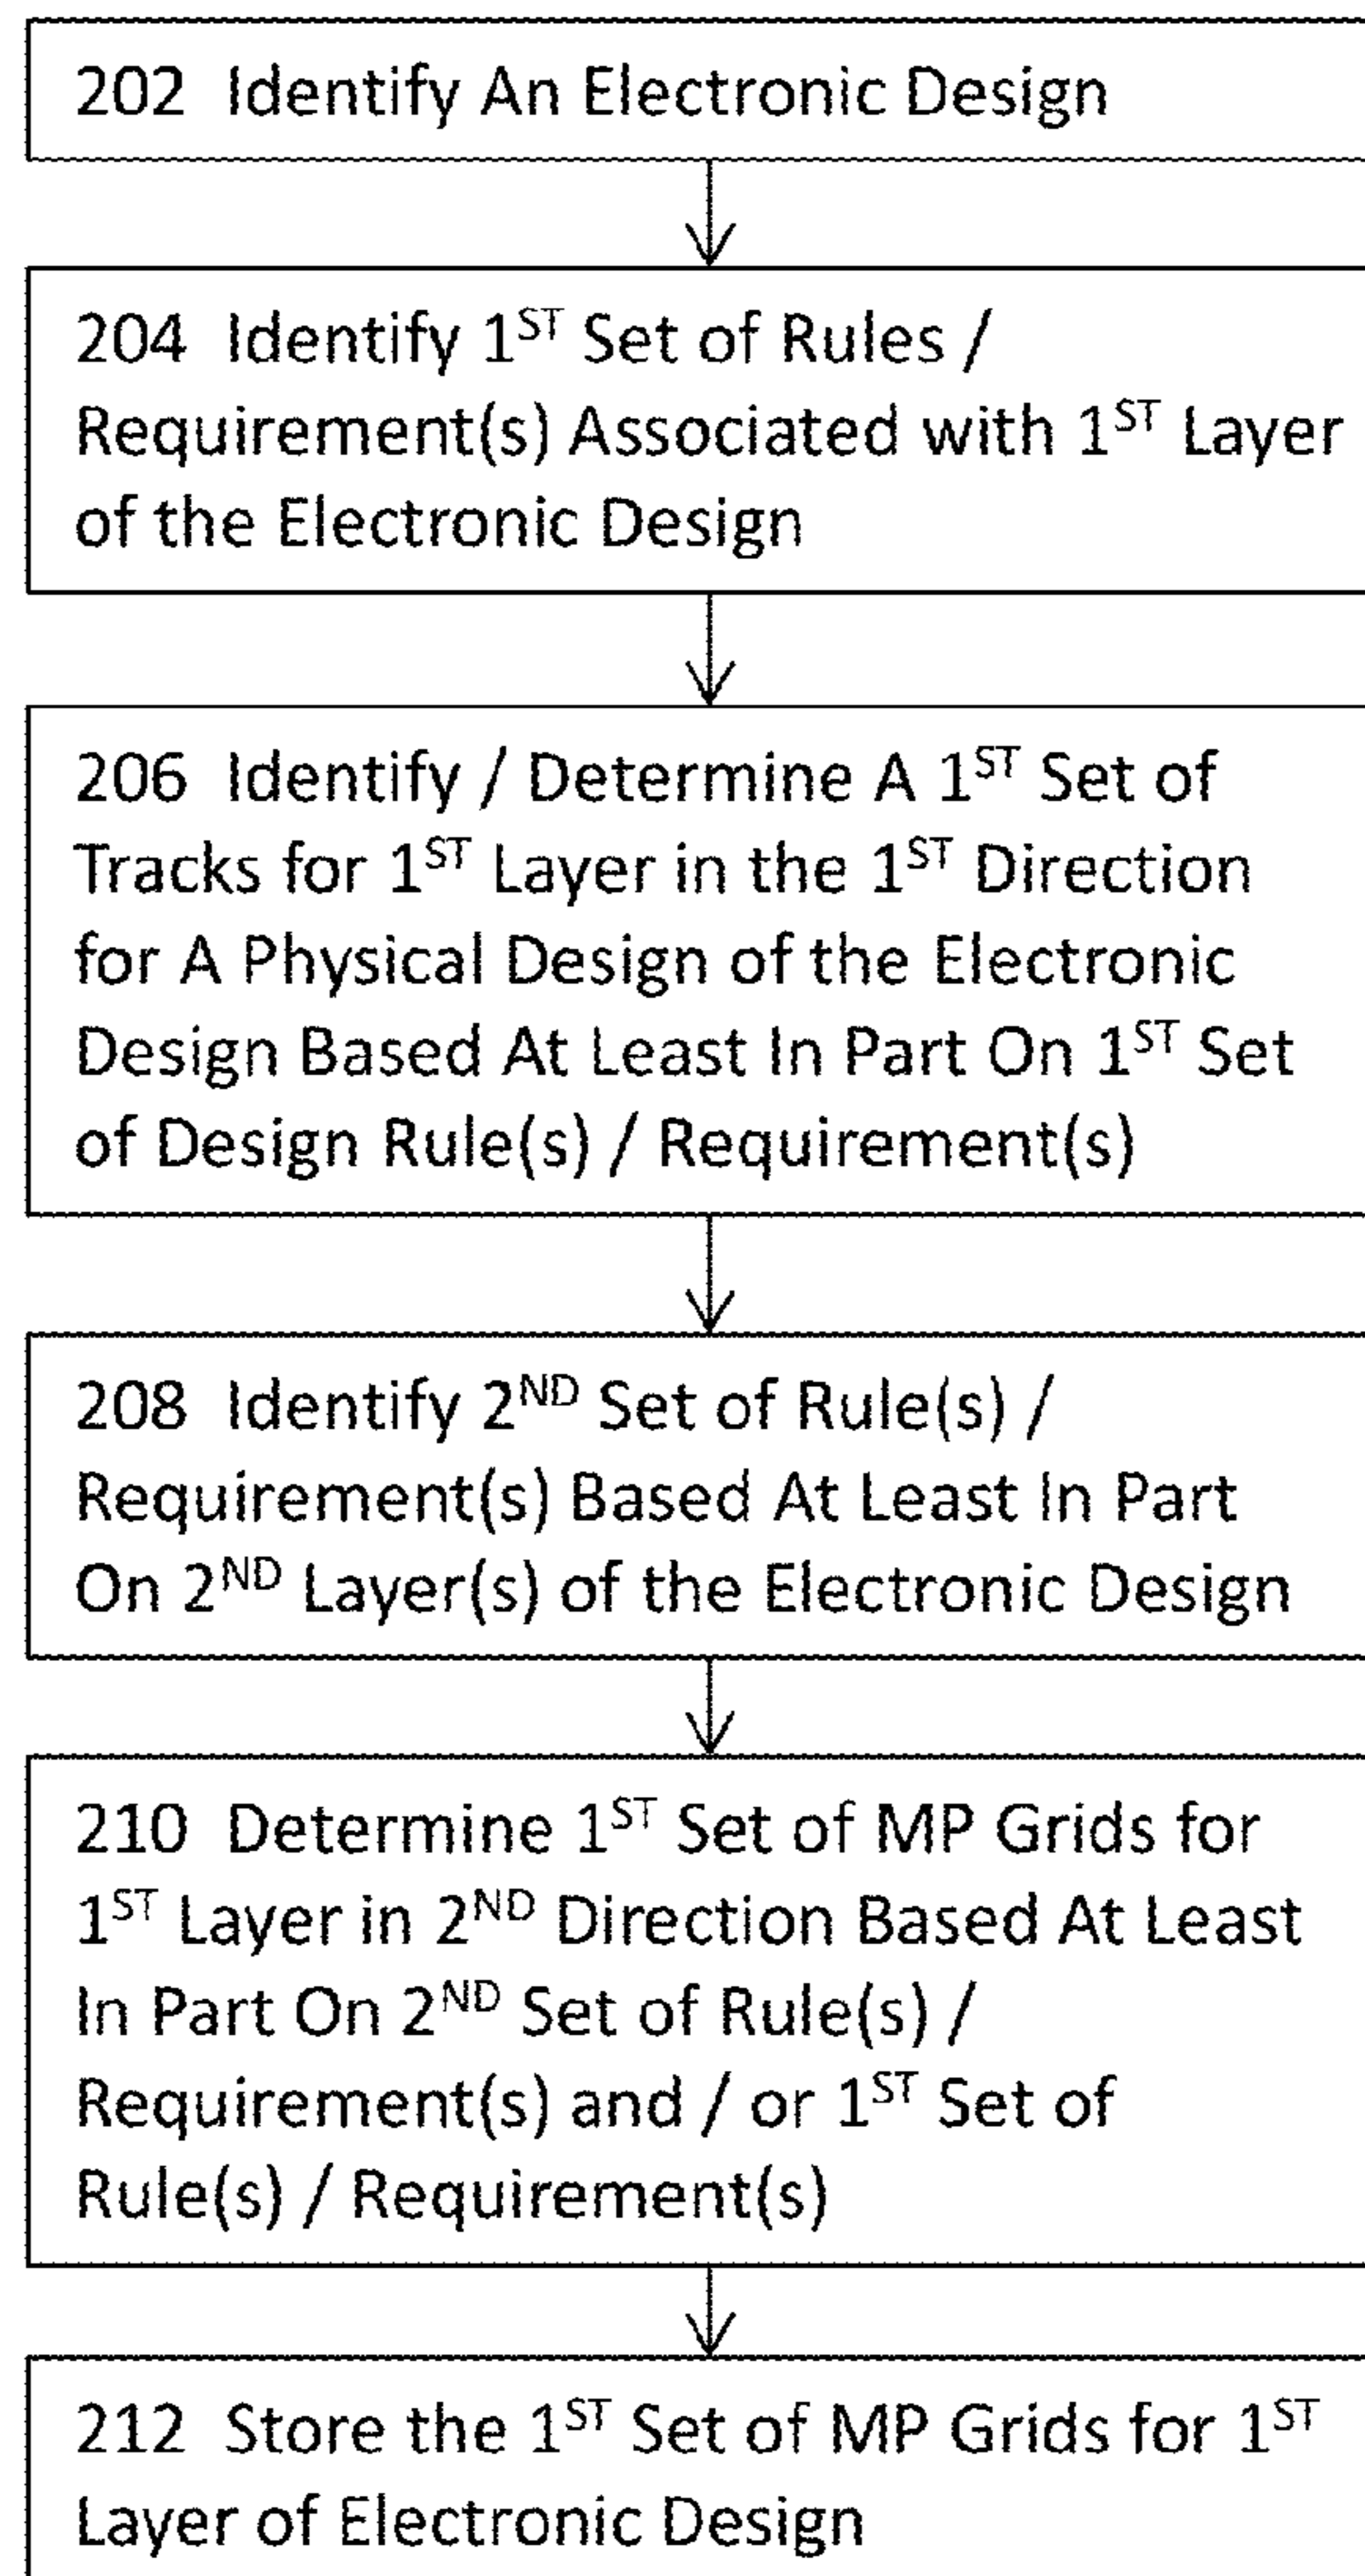 202 Identify An Electronic Design
204 Identify 1ST Set of Rules /
Requirement(s) Associated with 1ST Layer
of the Electronic Design
206 Identify / Determine A 1ST Set of
Tracks for 1ST Layer in the 1ST Direction
for A Physical Design of the Electronic
Design Based At Least In Part On 1ST Set
of Design Rule(s) / Requirement(s)
208 Identify 2ND Set of Rule(s) /
Requirement(s) Based At Least In Part
On 2ND Layer(s) of the Electronic Design
210 Determine 1ST Set of MP Grids for
1ST Layer in 2ND Direction Based At Least
In Part On 2ND Set of Rule(s) /
Requirement(s) and / or 1ST Set of
Rule(s) / Requirement(s)
212 Store the 1ST Set of MP Grids for 1ST
Layer of Electronic Design